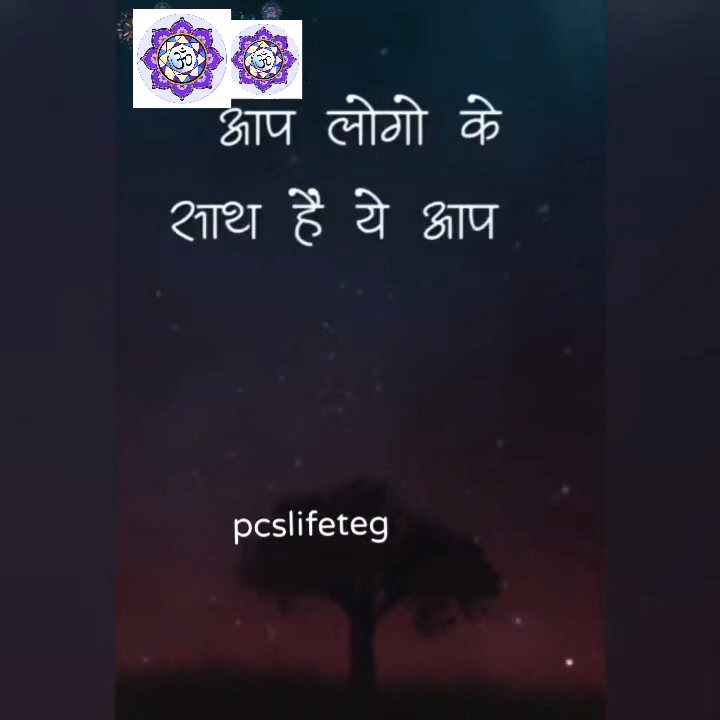 ॐ ॐ
आप लोगो के
साथ है ये आप
pcslifeteg